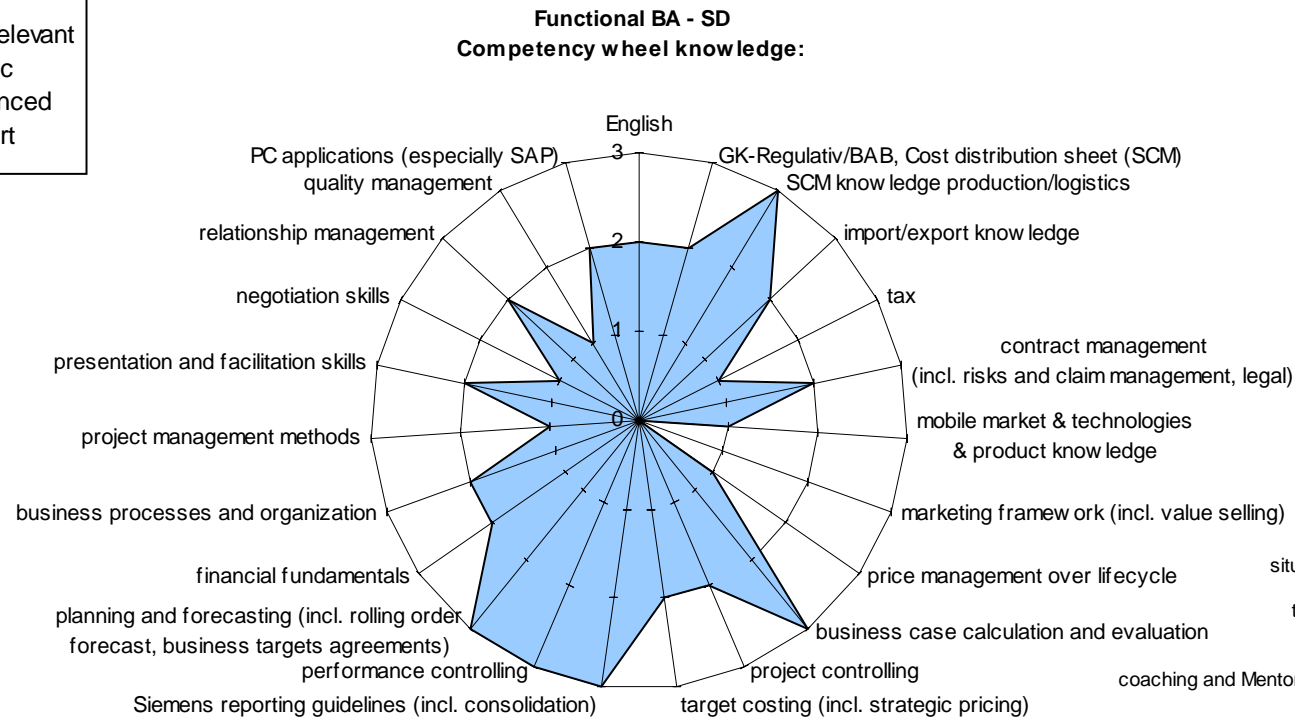 elevant
c
nced
rt
Functional BA - SD
Competency wheel knowledge:
English
PC applications (especially SAP)
3
GK-Regulativ/BAB, Cost distribution sheet (SCM)
quality management
SCM knowledge production/logistics
relationship management
2
import/export knowledge
negotiation skills
tax
1
presentation and facilitation skills
contract management
(incl. risks and claim management, legal)
0
project management methods
mobile market & technologies
& product knowledge
business processes and organization
marketing framework (incl. value selling)
situ
financial fundamentals
price management over lifecycle
t
planning and forecasting (incl. rolling order
forecast, business targets agreements)
business case calculation and evaluation
performance controlling
project controlling
coaching and Mentor
Siemens reporting guidelines (incl. consolidation)
target costing (incl. strategic pricing)